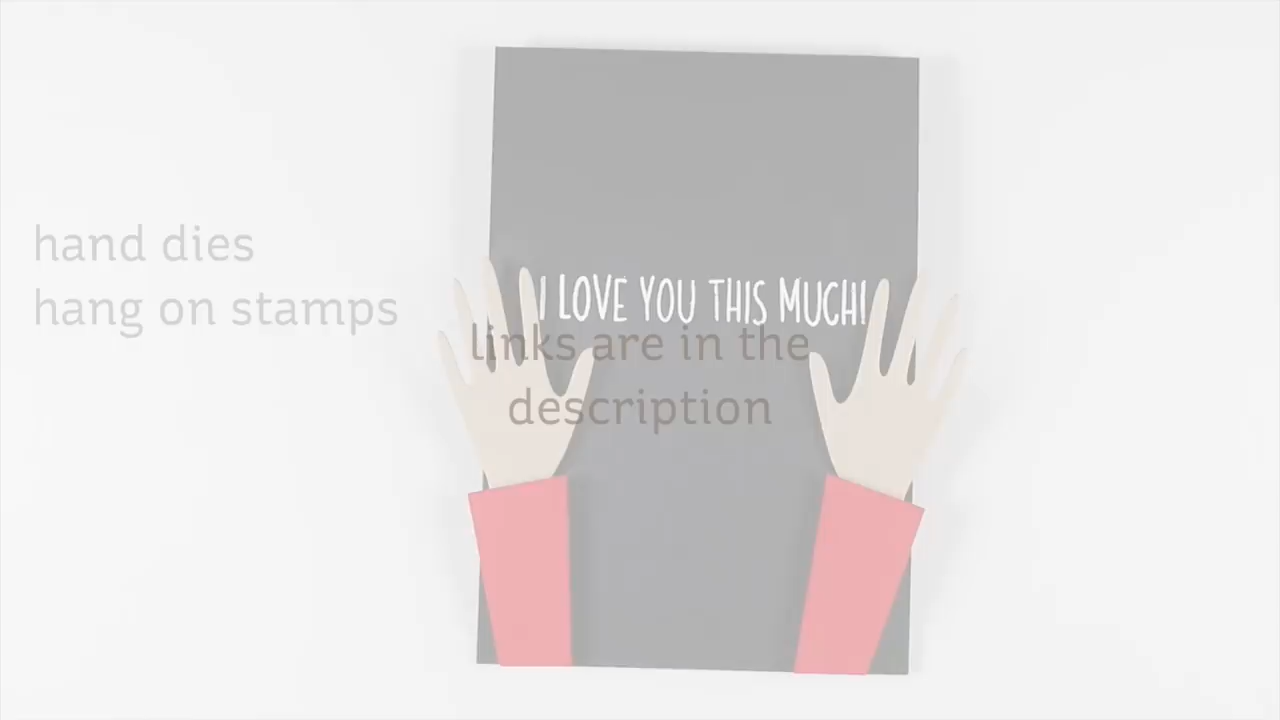 hand dies
hang on stamps
I LOVE YOU THIS MUCH!
links are in the
description